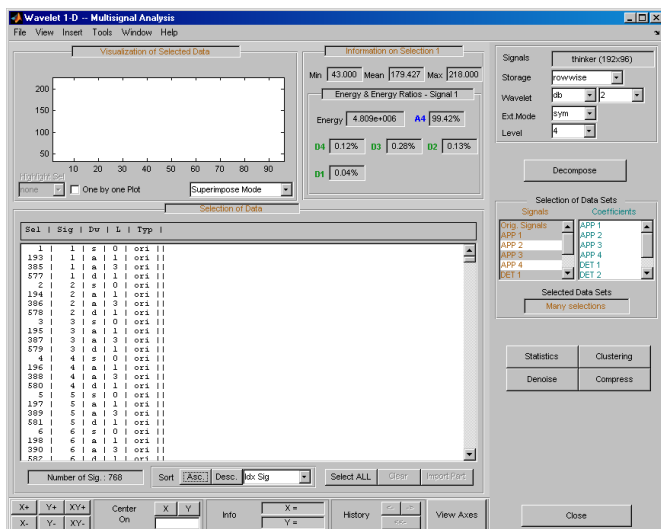 Wavelet 1-D -- Multisignal Analysis
File View Insert Tools Window Help
Visualization of Selected Data
200
150
100
50
10 20 30 40 50 60 70 80 90
Highlight Sel
none One by one Plot Superimpose Mode
Information on Selection 1
Min 43.000 Mean 179.427 Max 218.000
Energy & Energy Ratios - Signal 1
Energy 4.809e+006 A4 99.42%
D4 0.12% D3 0.28% D2 0.13%
D1 0.04%
Signals thinker (192x96)
Storage rowwise
Wavelet db 2
Ext.Mode sym
Level 4
Decompose
Selection of Data Sets
Signals Coefficients
Orig. Signals APP 1
APP 1 APP 2
APP 2 APP 3
APP 3 APP 4
APP 4 DET 1
DET 1 DET 2
Selected Data Sets
Many selections
Statistics Clustering
Denoise Compress
Selection of Data
Sel | Sig | Dw | L | Typ |
1 | 1 | s | 0 | ori ||
193 | 1 | a | 1 | ori ||
385 | 1 | a | 3 | ori ||
577 | 1 | d | 1 | ori ||
2 | 2 | s | 0 | ori ||
194 | 2 | a | 1 | ori ||
386 | 2 | a | 3 | ori ||
578 | 2 | d | 1 | ori ||
3 | 3 | s | 0 | ori ||
195 | 3 | a | 1 | ori ||
387 | 3 | a | 3 | ori ||
579 | 3 | d | 1 | ori ||
4 | 4 | s | 0 | ori ||
196 | 4 | a | 1 | ori ||
388 | 4 | a | 3 | ori ||
580 | 4 | d | 1 | ori ||
5 | 5 | s | 0 | ori ||
197 | 5 | a | 1 | ori ||
389 | 5 | a | 3 | ori ||
581 | 5 | d | 1 | ori ||
6 | 6 | s | 0 | ori ||
198 | 6 | a | 1 | ori ||
390 | 6 | a | 3 | ori ||
582 | 6 | d | 1 | ori ||
Number of Sig. : 768 Sort Asc. Desc. Idx Sig Select ALL Clear Import Part.
X+ Y+ XY+
X- Y- XY-
Center On X Y
Info X =
Y =
History <- -> <<-
View Axes
Close